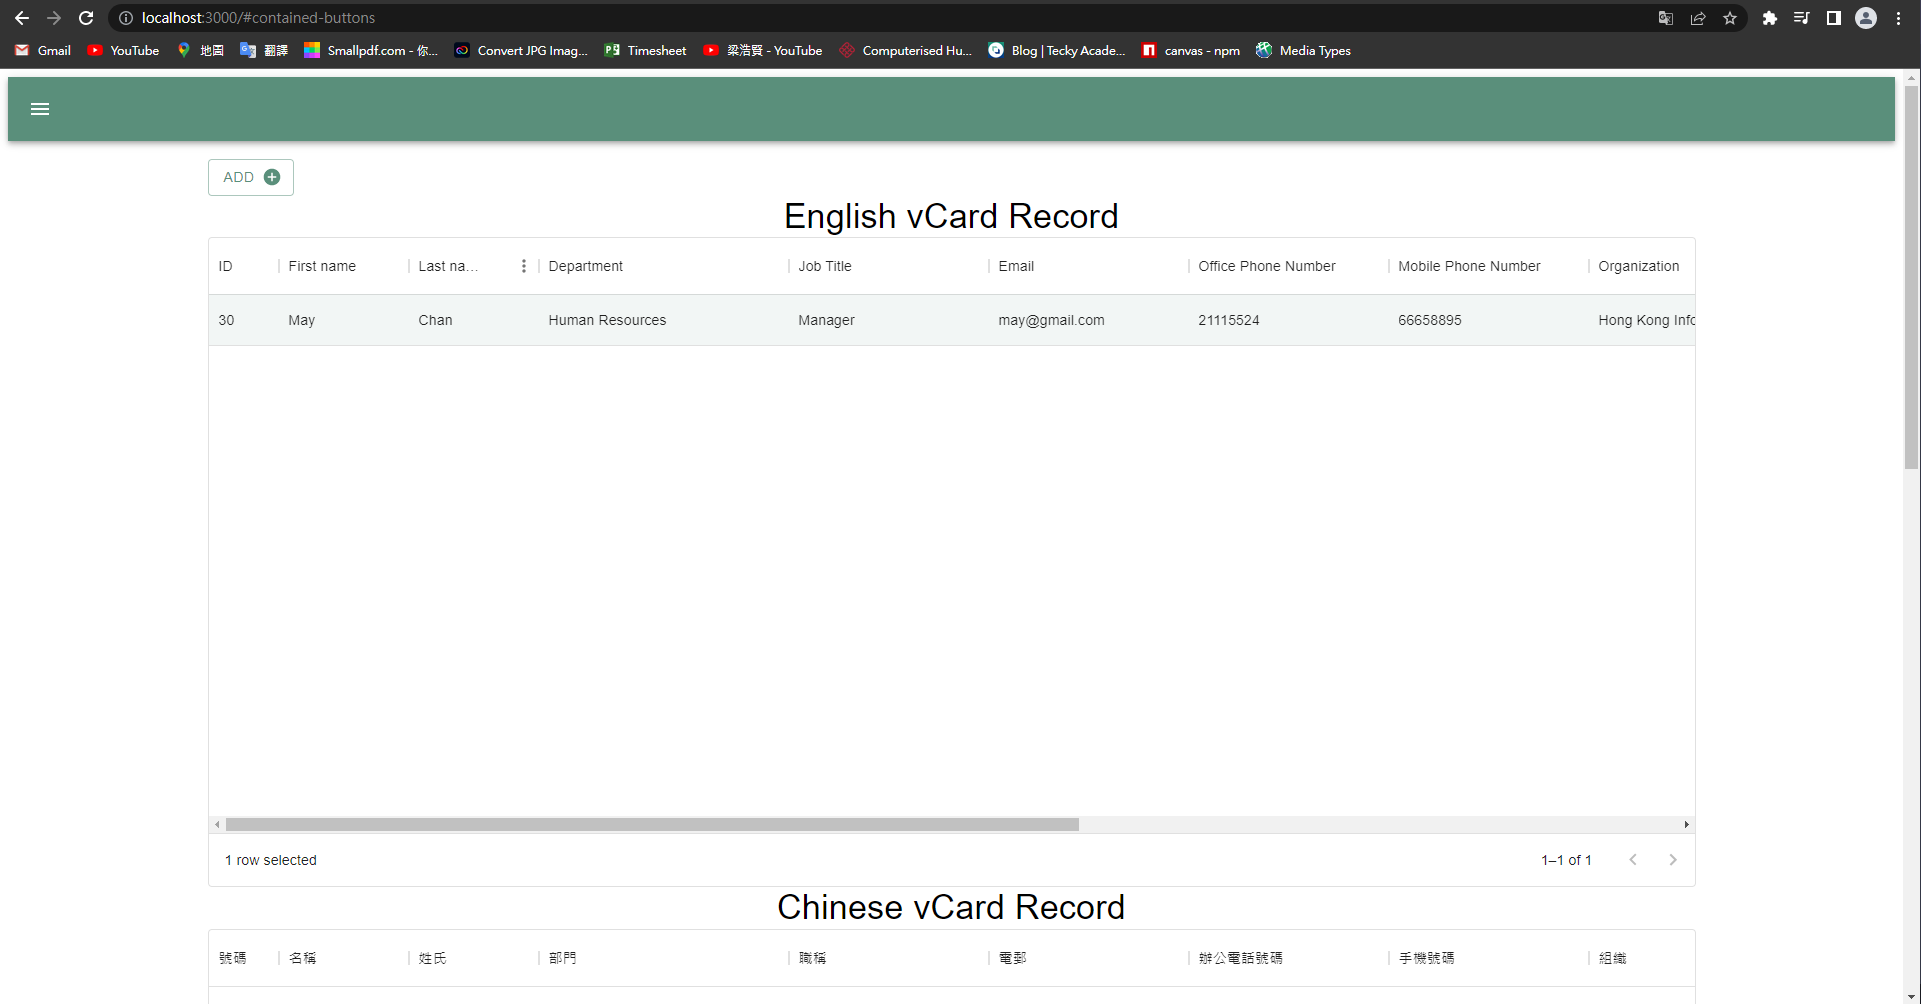 localhost:3000/#contained-buttons
Gmail YouTube 地圖 翻譯 Smallpdf.com - 你... Convert JPG Imag... Timesheet 梁浩賢 - YouTube Computerised Hu... Blog | Tecky Acade... canvas - npm Media Types
ADD
English vCard Record
ID First name Last na... Department Job Title Email Office Phone Number Mobile Phone Number Organization
30 May Chan Human Resources Manager may@gmail.com 21115524 66658895 Hong Kong Info
1 row selected 1–1 of 1
Chinese vCard Record
號碼 名稱 姓氏 部門 職稱 電郵 辦公電話號碼 手機號碼 組織